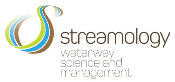 streamology
waterway
science and
management